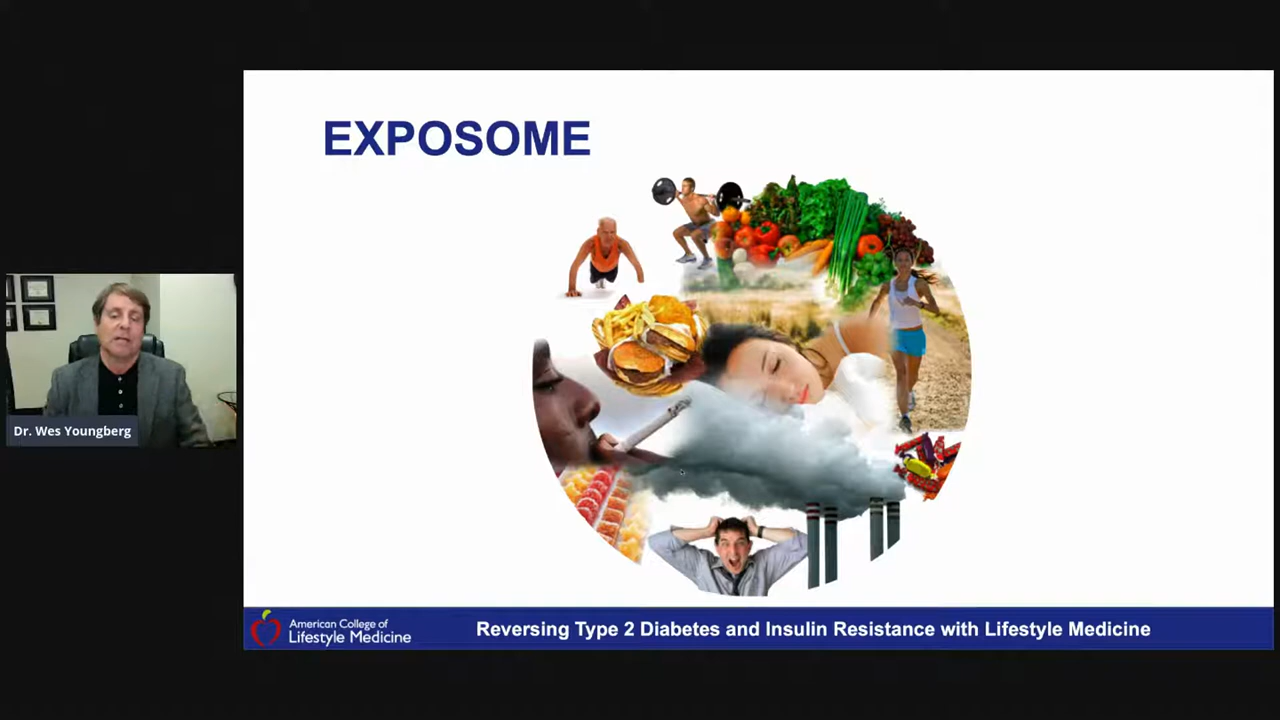 EXPOSOME
Dr. Wes Youngberg
American College of
Lifestyle Medicine
Reversing Type 2 Diabetes and Insulin Resistance with Lifestyle Medicine